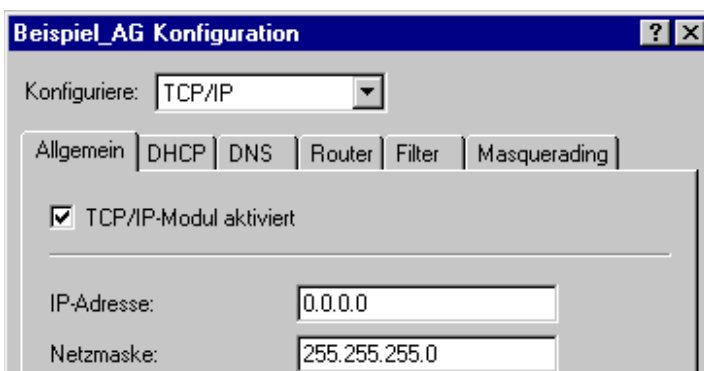 Beispiel_AG Konfiguration
Konfiguriere: TCP/IP
Allgemein DHCP DNS Router Filter Masquerading
TCP/IP-Modul aktiviert
IP-Adresse: 0.0.0.0
Netzmaske: 255.255.255.0